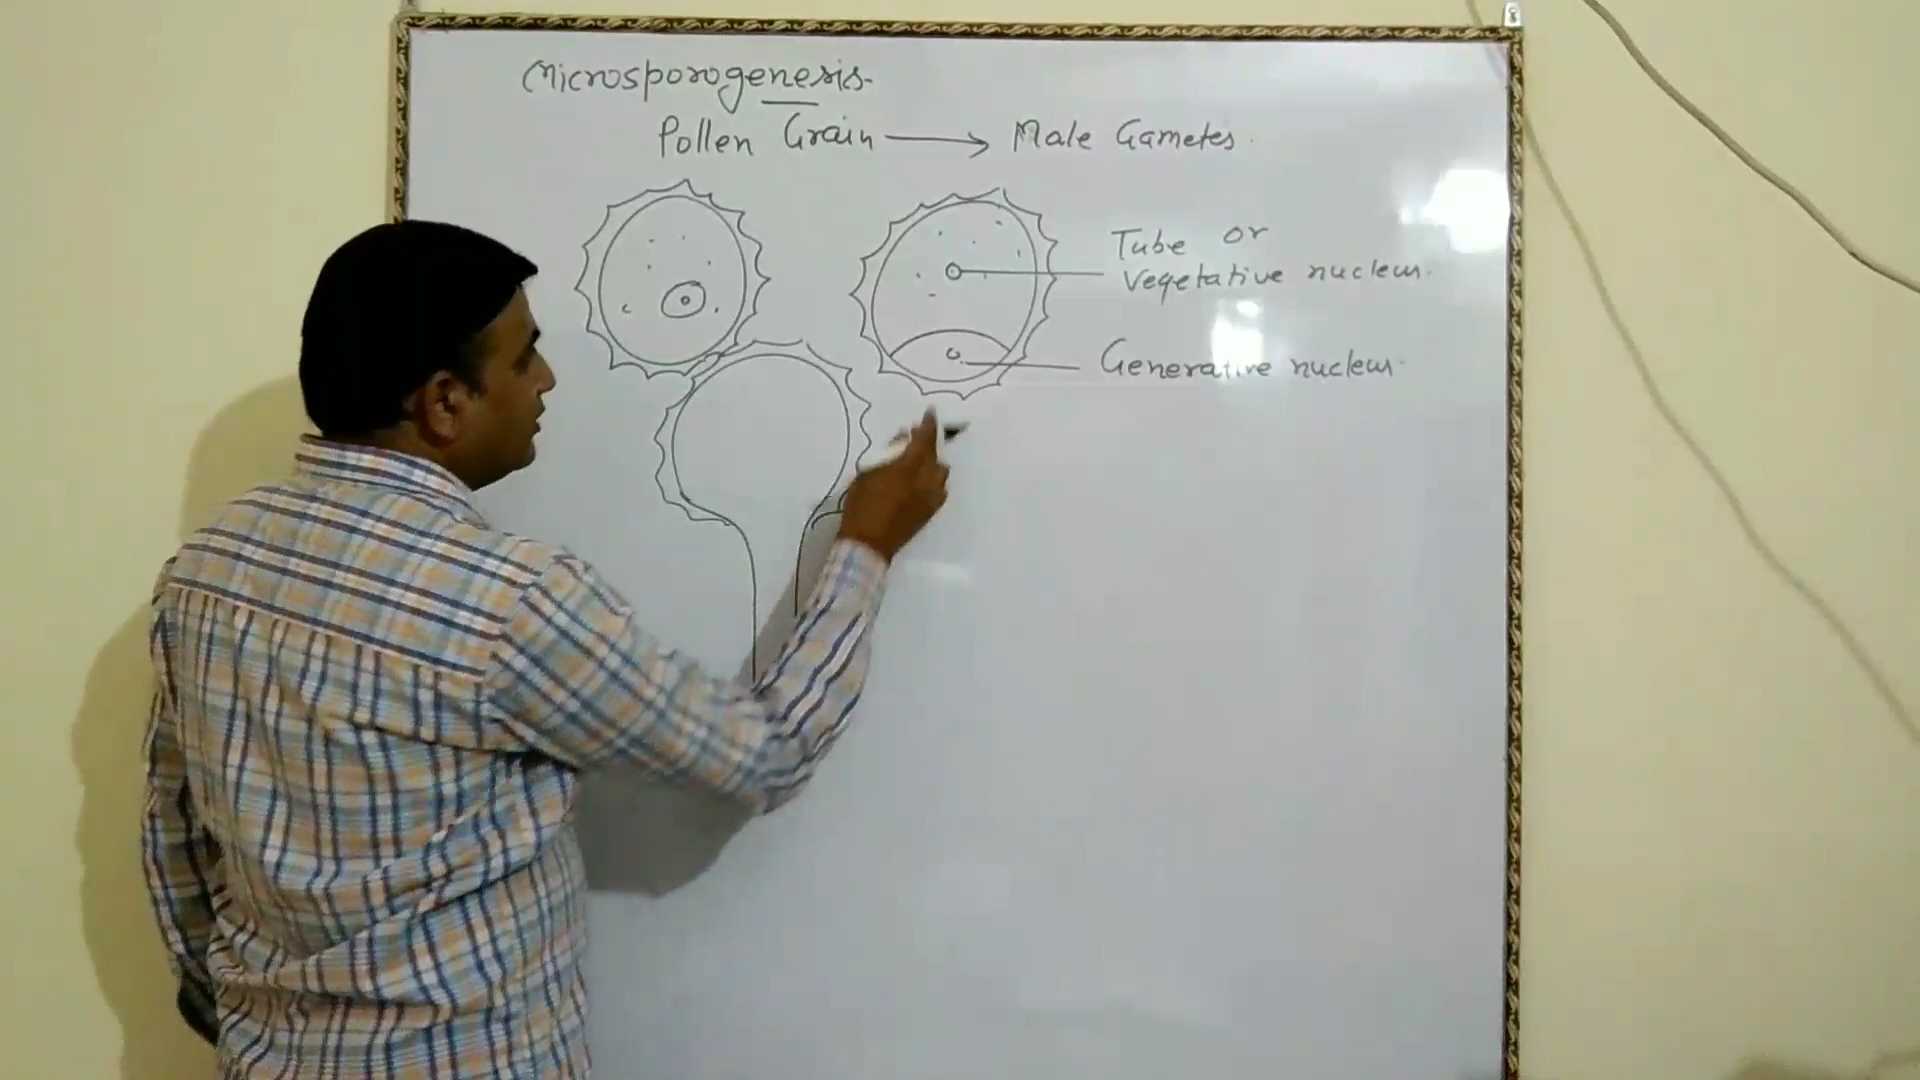 Microsporogenesis-
Pollen Grain → Male Gametes.
Tube or
vegetative nucleus.
Generative nucleus.